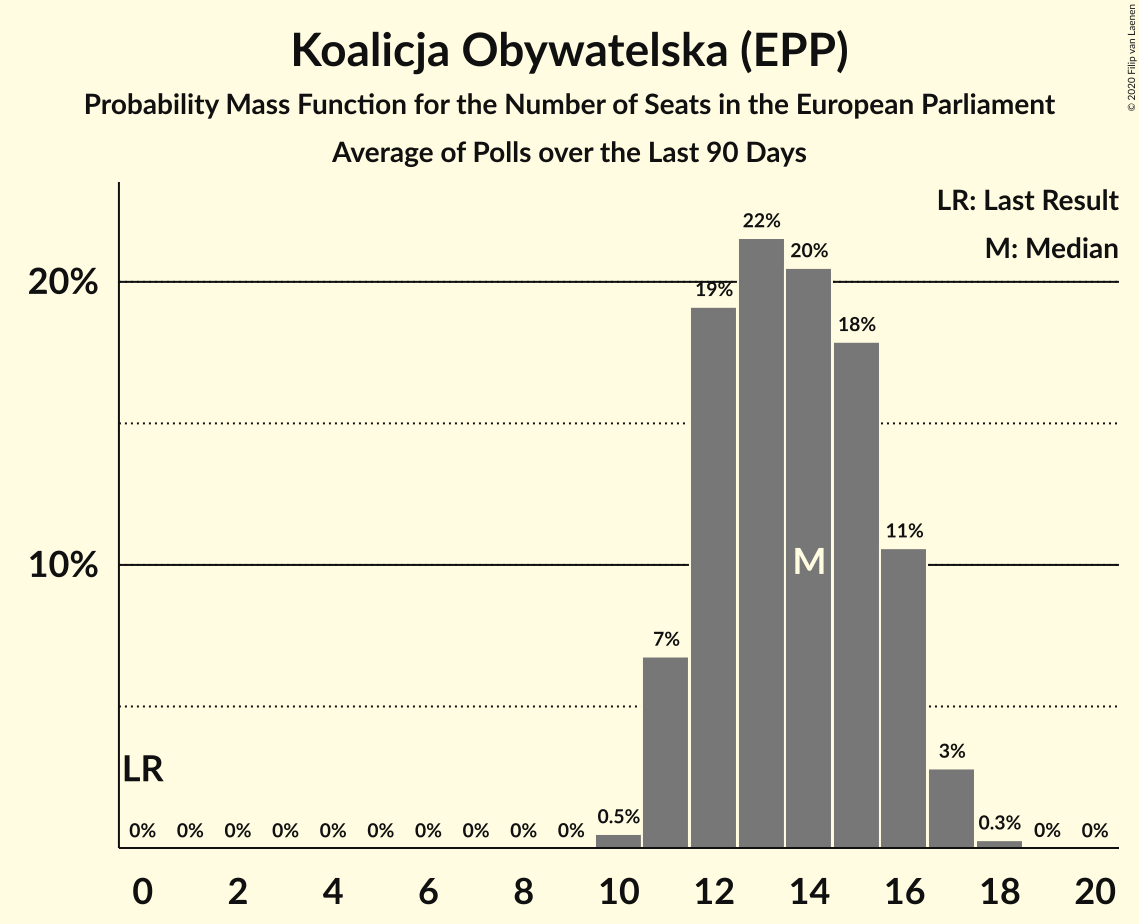 Koalicja Obywatelska (EPP)
Probability Mass Function for the Number of Seats in the European Parliament
Average of Polls over the Last 90 Days
© 2020 Filip van Laenen
LR: Last Result
M: Median
22%
20%
20%
19%
18%
11%
10%
M
7%
3%
LR
0% 0% 0% 0% 0% 0% 0% 0% 0% 0% 0.5% 0.3% 0% 0%
0 2 4 6 8 10 12 14 16 18 20